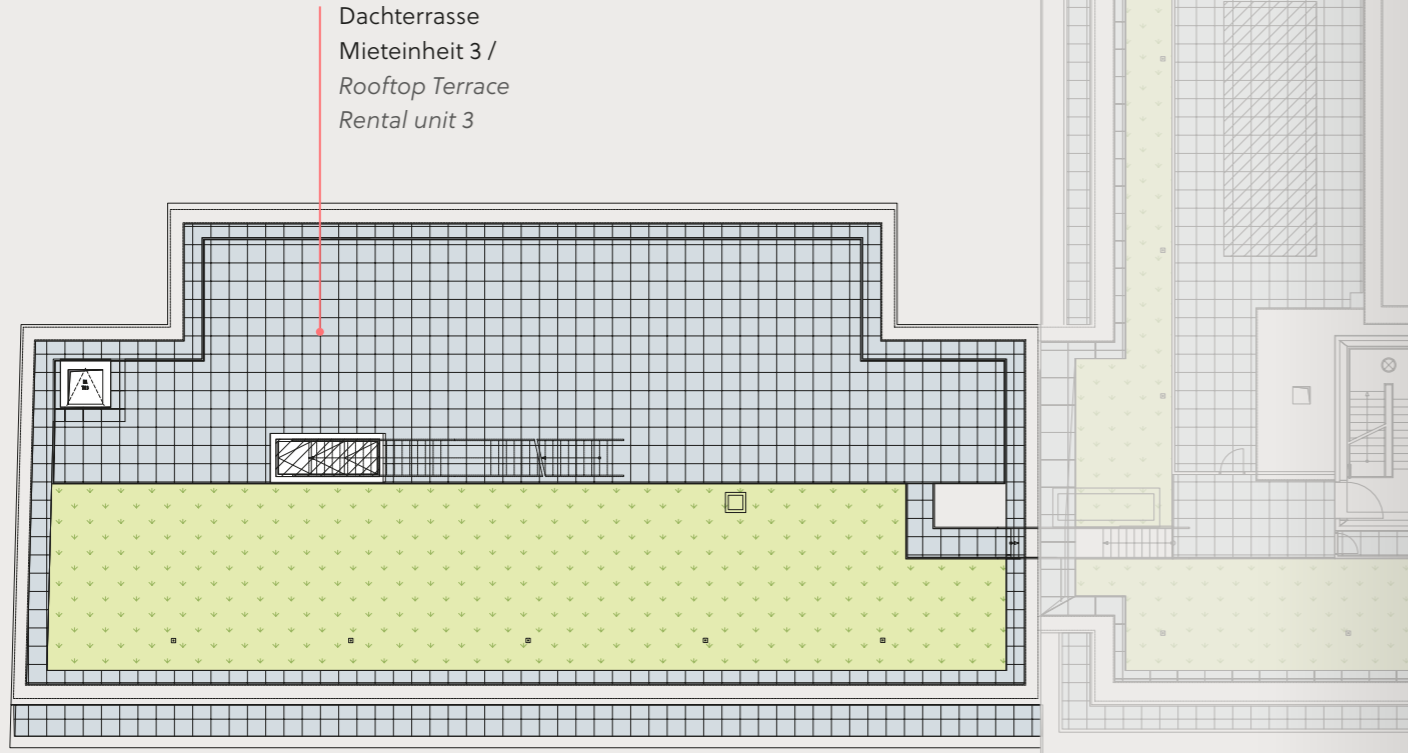 Dachterrasse
Mieteinheit 3 /
Rooftop Terrace
Rental unit 3